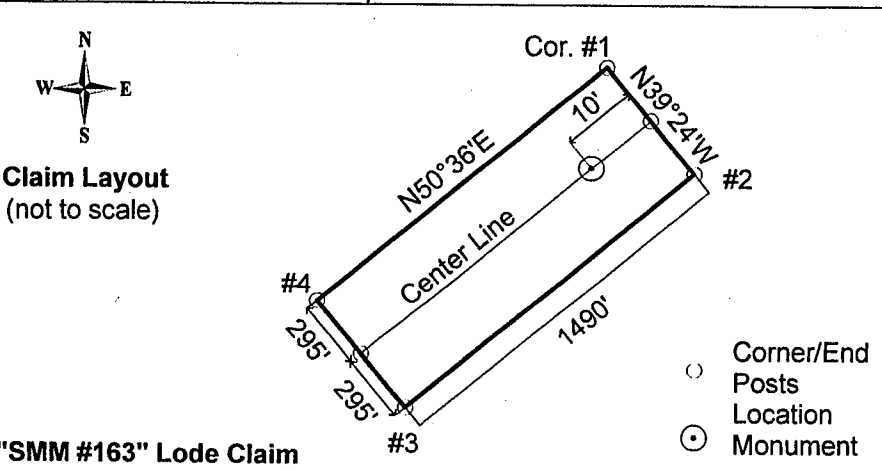 N
W E
S
Claim Layout
(not to scale)
Cor. #1
10'
N39°24'W
#2
N50°36'E
Center Line
#4
295'
295'
#3
1490'
Corner/End
Posts
Location
Monument
"SMM #163" Lode Claim